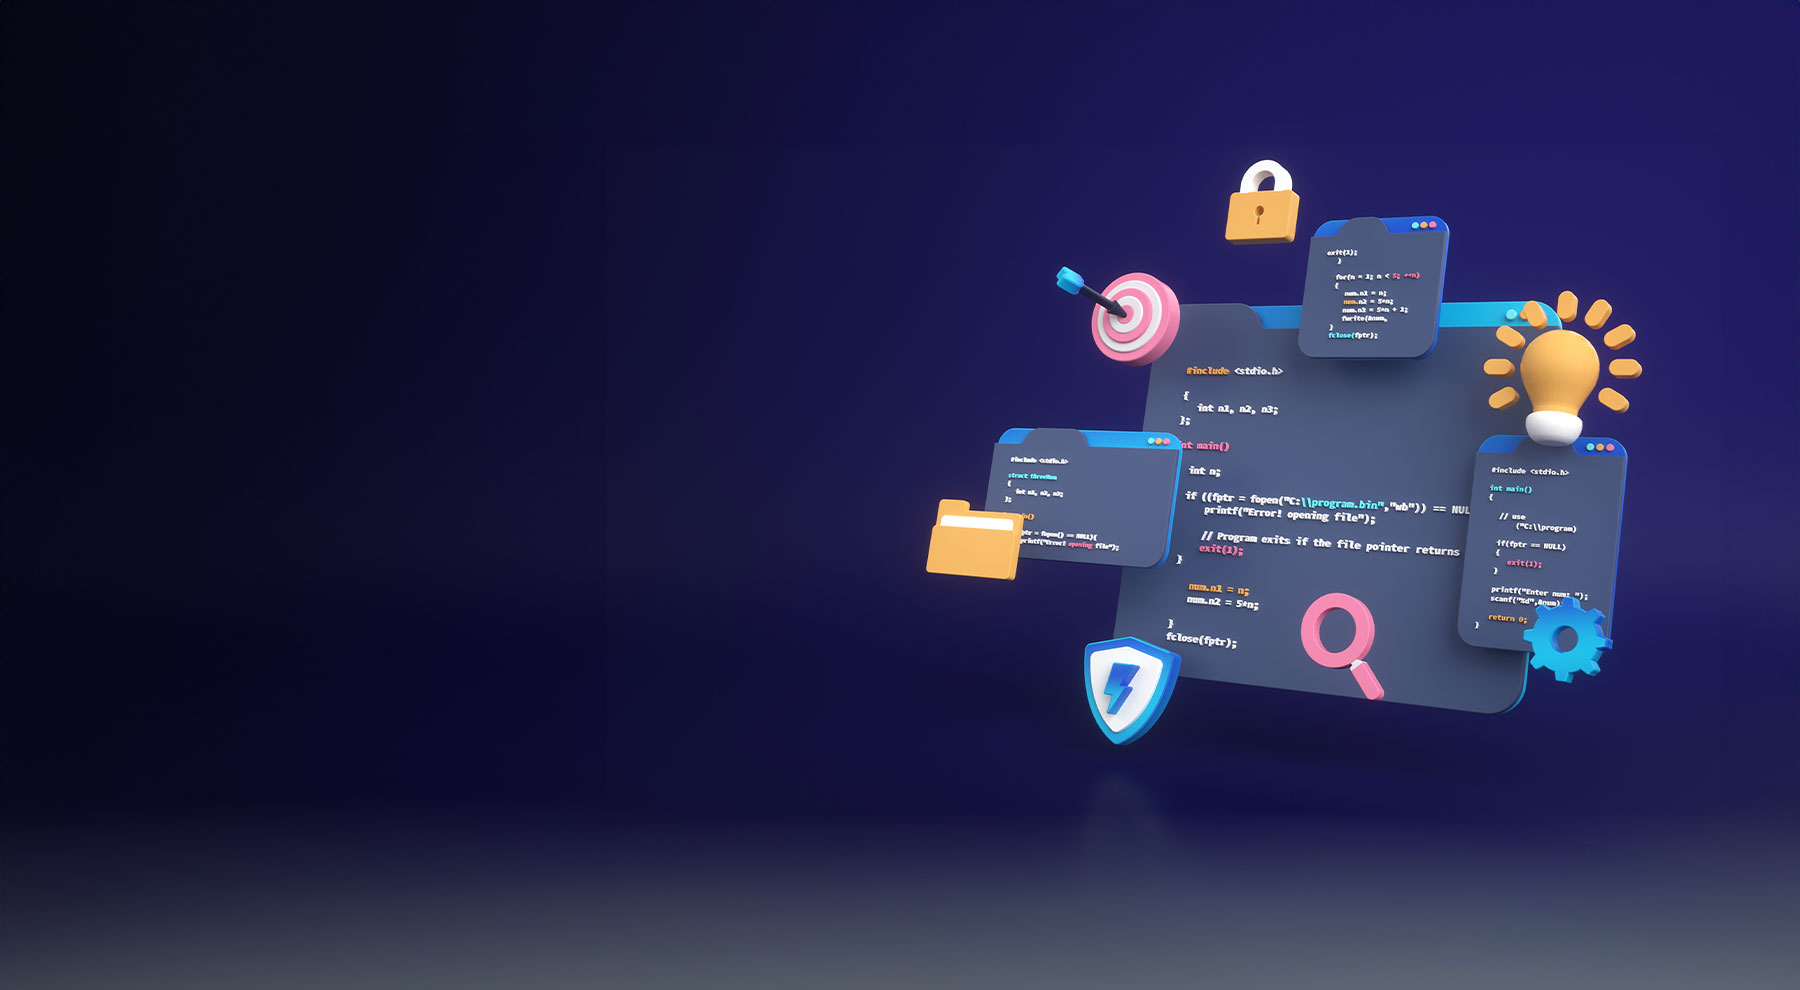 exit(1);
}
for(n = 1; n < 5; ++n)
{
num.n1 = n;
num.n2 = 5*n;
num.n3 = 5*n + 1;
fwrite(&num,
}
fclose(fptr);
#include <stdio.h>
{
int n1, n2, n3;
};
int main()
int n;
if ((fptr = fopen("C:\\program.bin","wb")) == NUL
printf("Error! opening file");
// Program exits if the file pointer returns
exit(1);
}
num.n1 = n;
num.n2 = 5*n;
}
fclose(fptr);
#include <stdio.h>
struct threeNum
{
int n1, n2, n3;
};
n()
ptr = fopen() == NULL){
printf("Error! opening file");
#include <stdio.h>
int main()
{
// use
("C:\\program)
if(fptr == NULL)
{
exit(1);
}
printf("Enter num: ");
scanf("%d",&num)
return 0;
}